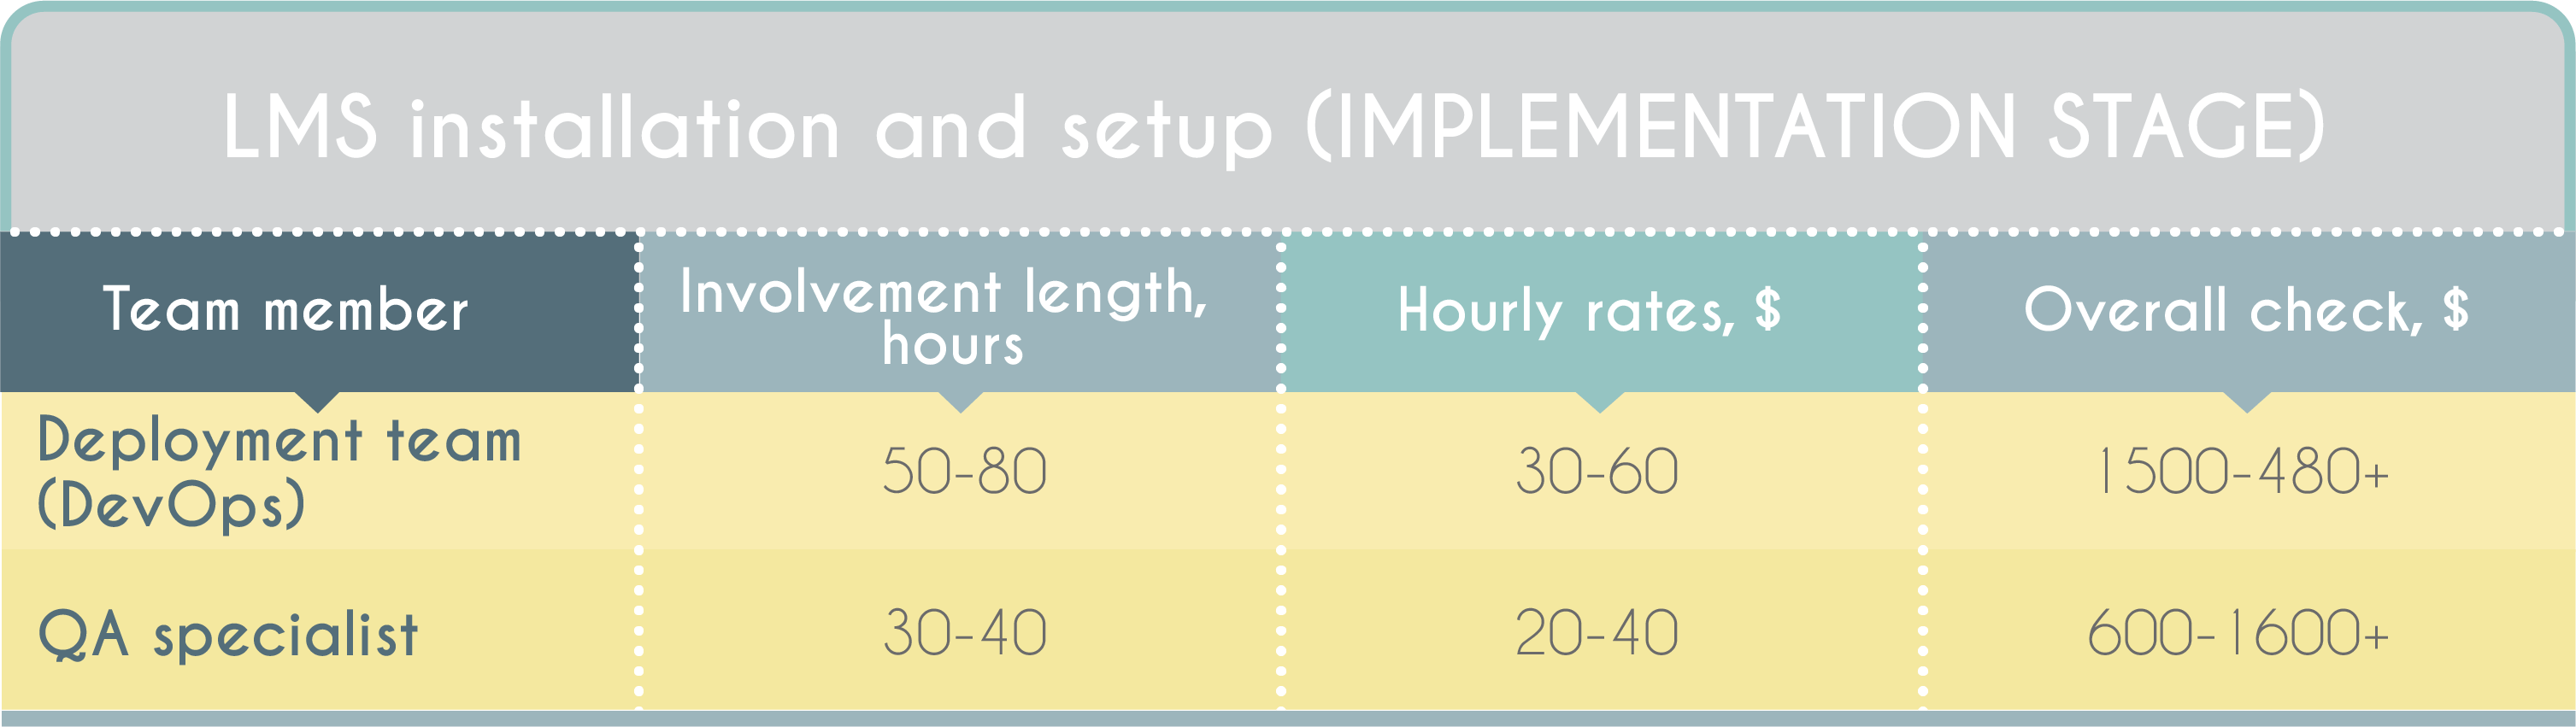 LMS installation and setup (IMPLEMENTATION STAGE)
Team member
Involvement length,
hours
Hourly rates, $
Overall check, $
Deployment team
(DevOps)
50-80
30-60
1500-480+
QA specialist
30-40
20-40
600-1600+